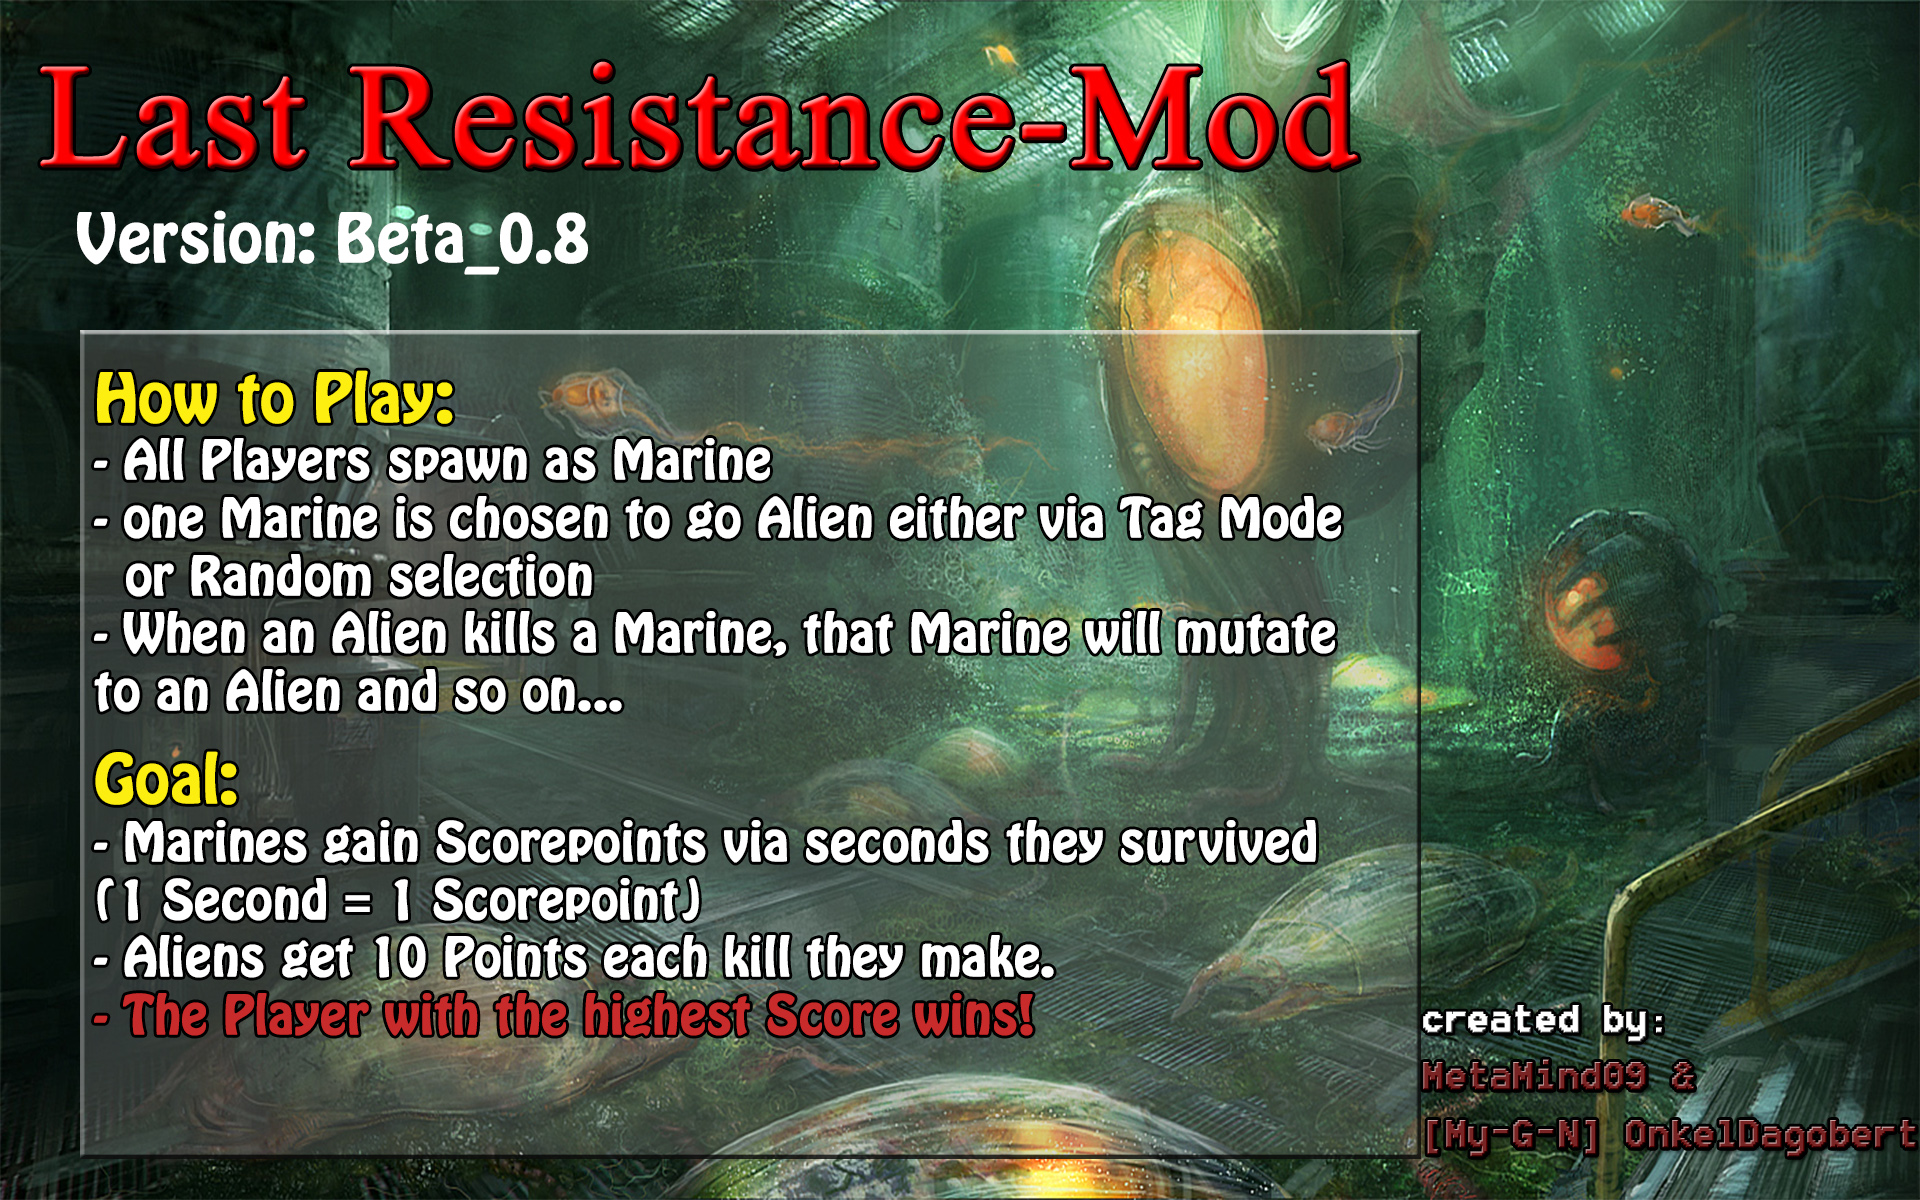 Last Resistance-Mod
Version: Beta_0.8
How to Play:
- All Players spawn as Marine
- one Marine is chosen to go Alien either via Tag Mode
or Random selection
- When an Alien kills a Marine, that Marine will mutate
to an Alien and so on...
Goal:
- Marines gain Scorepoints via seconds they survived
(1 Second = 1 Scorepoint)
- Aliens get 10 Points each kill they make.
- The Player with the highest Score wins!
created by:
MetaMind09 &
[My-G-N] OnkelDagobert